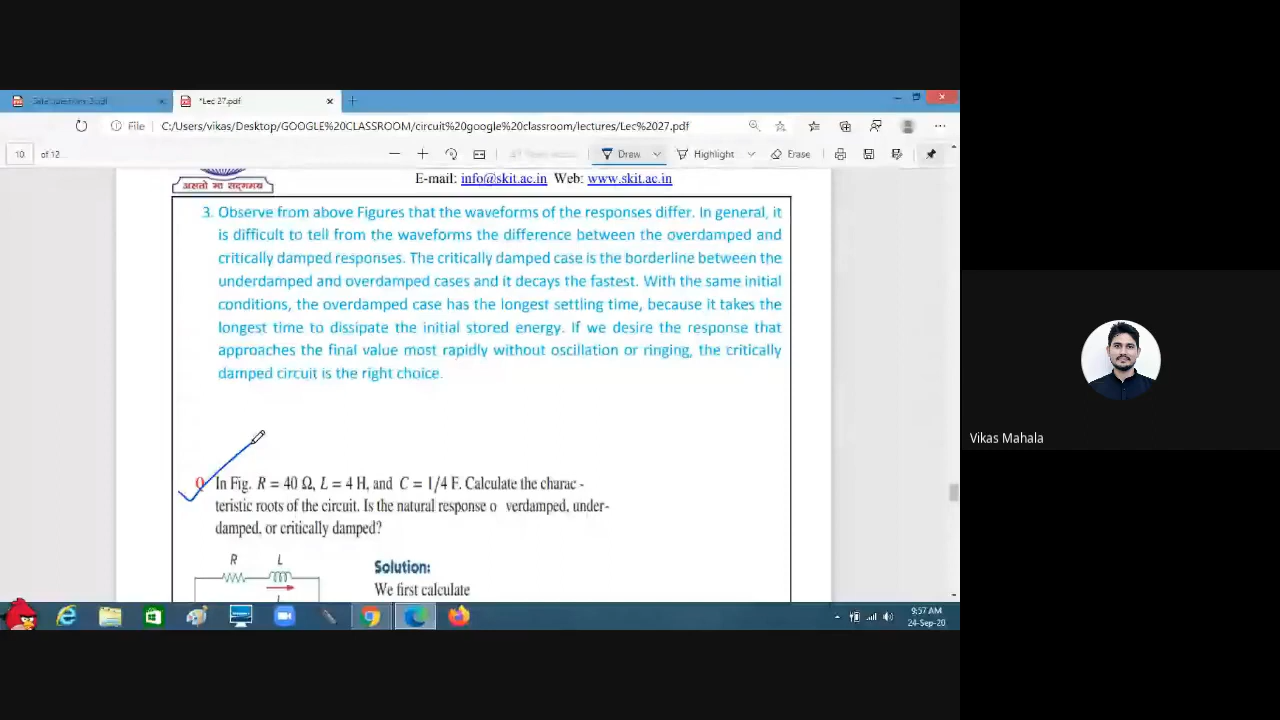 *Lec 27.pdf
File C:/Users/vikas/Desktop/GOOGLE%20CLASSROOM/circuit%20google%20classroom/lectures/Lec%2027.pdf
10 of 12 Draw Highlight Erase
असतो मा सद्गमय
E-mail: info@skit.ac.in Web: www.skit.ac.in
3. Observe from above Figures that the waveforms of the responses differ. In general, it
is difficult to tell from the waveforms the difference between the overdamped and
critically damped responses. The critically damped case is the borderline between the
underdamped and overdamped cases and it decays the fastest. With the same initial
conditions, the overdamped case has the longest settling time, because it takes the
longest time to dissipate the initial stored energy. If we desire the response that
approaches the final value most rapidly without oscillation or ringing, the critically
damped circuit is the right choice.
Q In Fig. R = 40 Ω, L = 4 H, and C = 1/4 F. Calculate the charac -
teristic roots of the circuit. Is the natural response o verdamped, under-
damped, or critically damped?
R L
Solution:
We first calculate
Vikas Mahala
9:57 AM
24-Sep-20